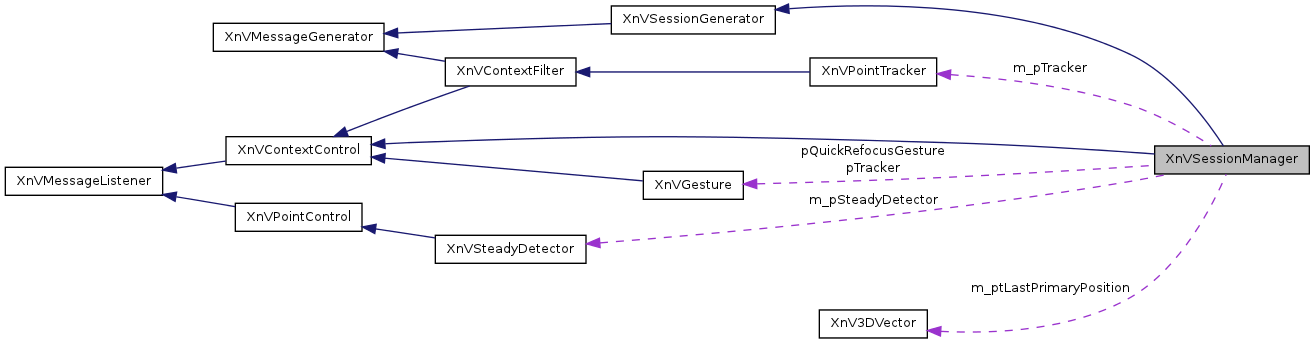 XnVSessionGenerator
XnVMessageGenerator
XnVContextFilter
XnVPointTracker
m_pTracker
XnVContextControl
pQuickRefocusGesture
pTracker
XnVSessionManager
XnVMessageListener
XnVGesture
m_pSteadyDetector
XnVPointControl
XnVSteadyDetector
m_ptLastPrimaryPosition
XnV3DVector